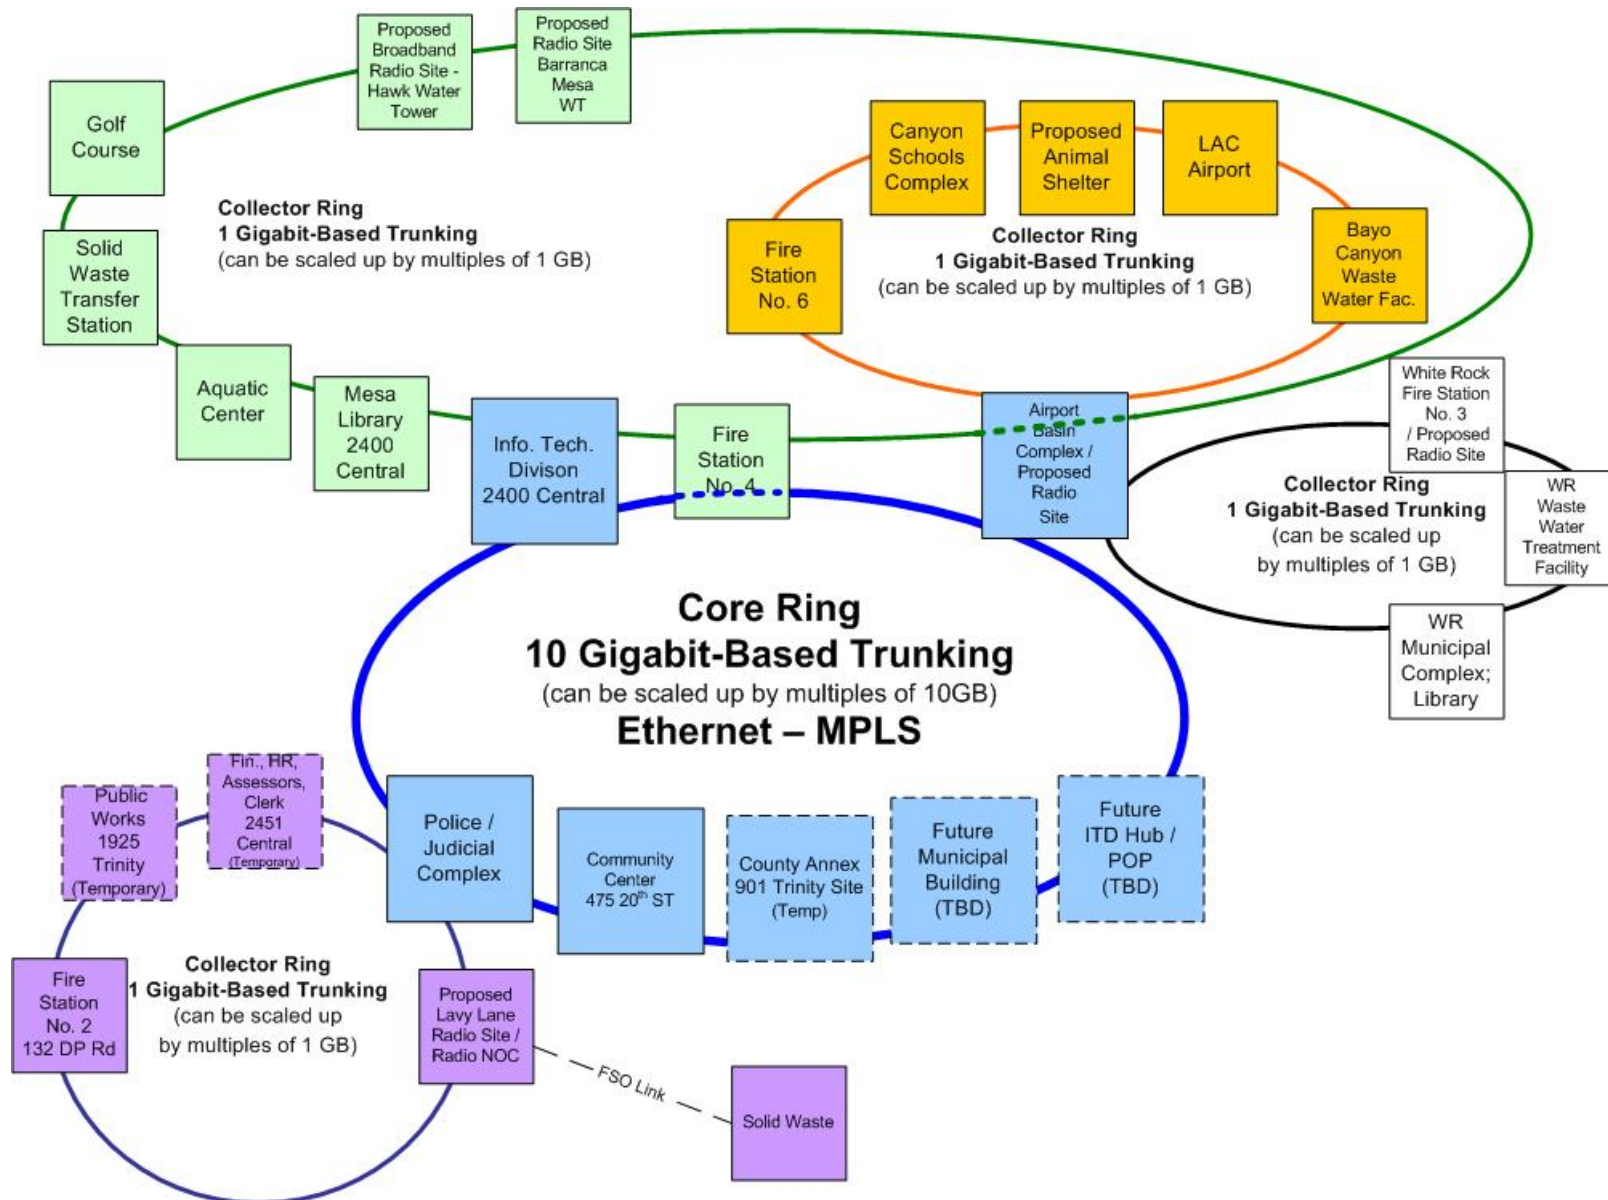 Proposed
Broadband
Radio Site -
Hawk Water
Tower
Proposed
Radio Site
Barranca
Mesa
WT
Golf
Course
Canyon
Schools
Complex
Proposed
Animal
Shelter
LAC
Airport
Collector Ring
1 Gigabit-Based Trunking
(can be scaled up by multiples of 1 GB)
Solid
Waste
Transfer
Station
Fire
Station
No. 6
Collector Ring
1 Gigabit-Based Trunking
(can be scaled up by multiples of 1 GB)
Bayo
Canyon
Waste
Water Fac.
Aquatic
Center
Mesa
Library
2400
Central
Info. Tech.
Divison
2400 Central
Fire
Station
No. 4
Airport
Basin
Complex /
Proposed
Radio
Site
White Rock
Fire Station
No. 3
/ Proposed
Radio Site
Collector Ring
1 Gigabit-Based Trunking
(can be scaled up
by multiples of 1 GB)
WR
Waste
Water
Treatment
Facility
WR
Municipal
Complex;
Library
Core Ring
10 Gigabit-Based Trunking
(can be scaled up by multiples of 10GB)
Ethernet – MPLS
Public
Works
1925
Trinity
(Temporary)
Fin., HR,
Assessors,
Clerk
2451
Central
(Temporary)
Police /
Judicial
Complex
Community
Center
475 20th ST
County Annex
901 Trinity Site
(Temp)
Future
Municipal
Building
(TBD)
Future
ITD Hub /
POP
(TBD)
Fire
Station
No. 2
132 DP Rd
Collector Ring
1 Gigabit-Based Trunking
(can be scaled up
by multiples of 1 GB)
Proposed
Lavy Lane
Radio Site /
Radio NOC
FSO Link
Solid Waste